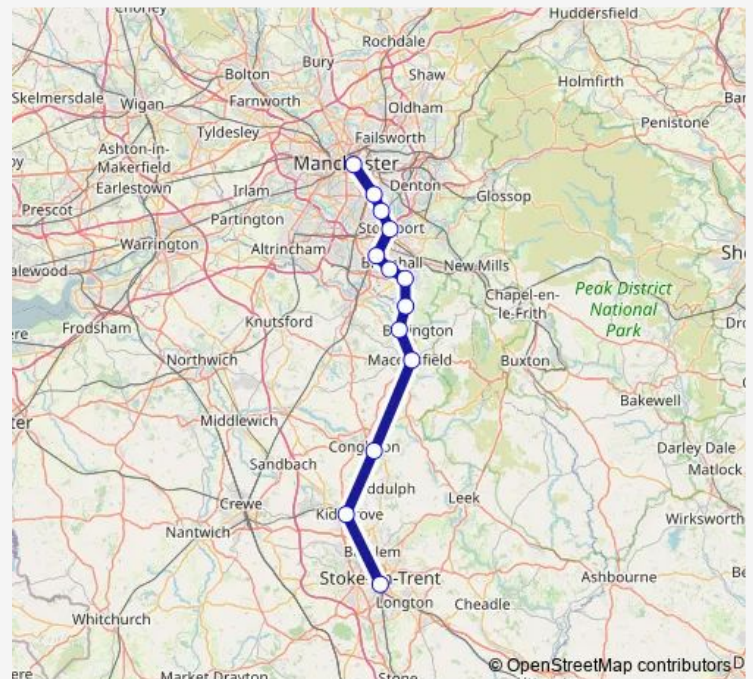 Chorley
Huddersfield
Rochdale
Bury
Shaw
Bolton
Holmfirth
Skelmersdale
Wigan
Farnworth
Oldham
Penistone
Tyldesley
Failsworth
Ashton-in-
Makerfield
Manchester
Denton
Earlestown
Irlam
Glossop
Prescot
Partington
Stockport
Warrington
Altrincham
Bramhall
New Mills
Chapel-en-
le-Frith
Peak District
National
Park
Frodsham
Knutsford
Northwich
Macclesfield
Buxton
Bakewell
Middlewich
Congleton
Darley Dale
Sandbach
Matlock
ddulph
Leek
Crewe
Kidsgrove
Wirksworth
Nantwich
Stoke-on-Trent
Ashbourne
Longton
Cheadle
Whitchurch
Market Drayton
Stone
© OpenStreetMap contributors